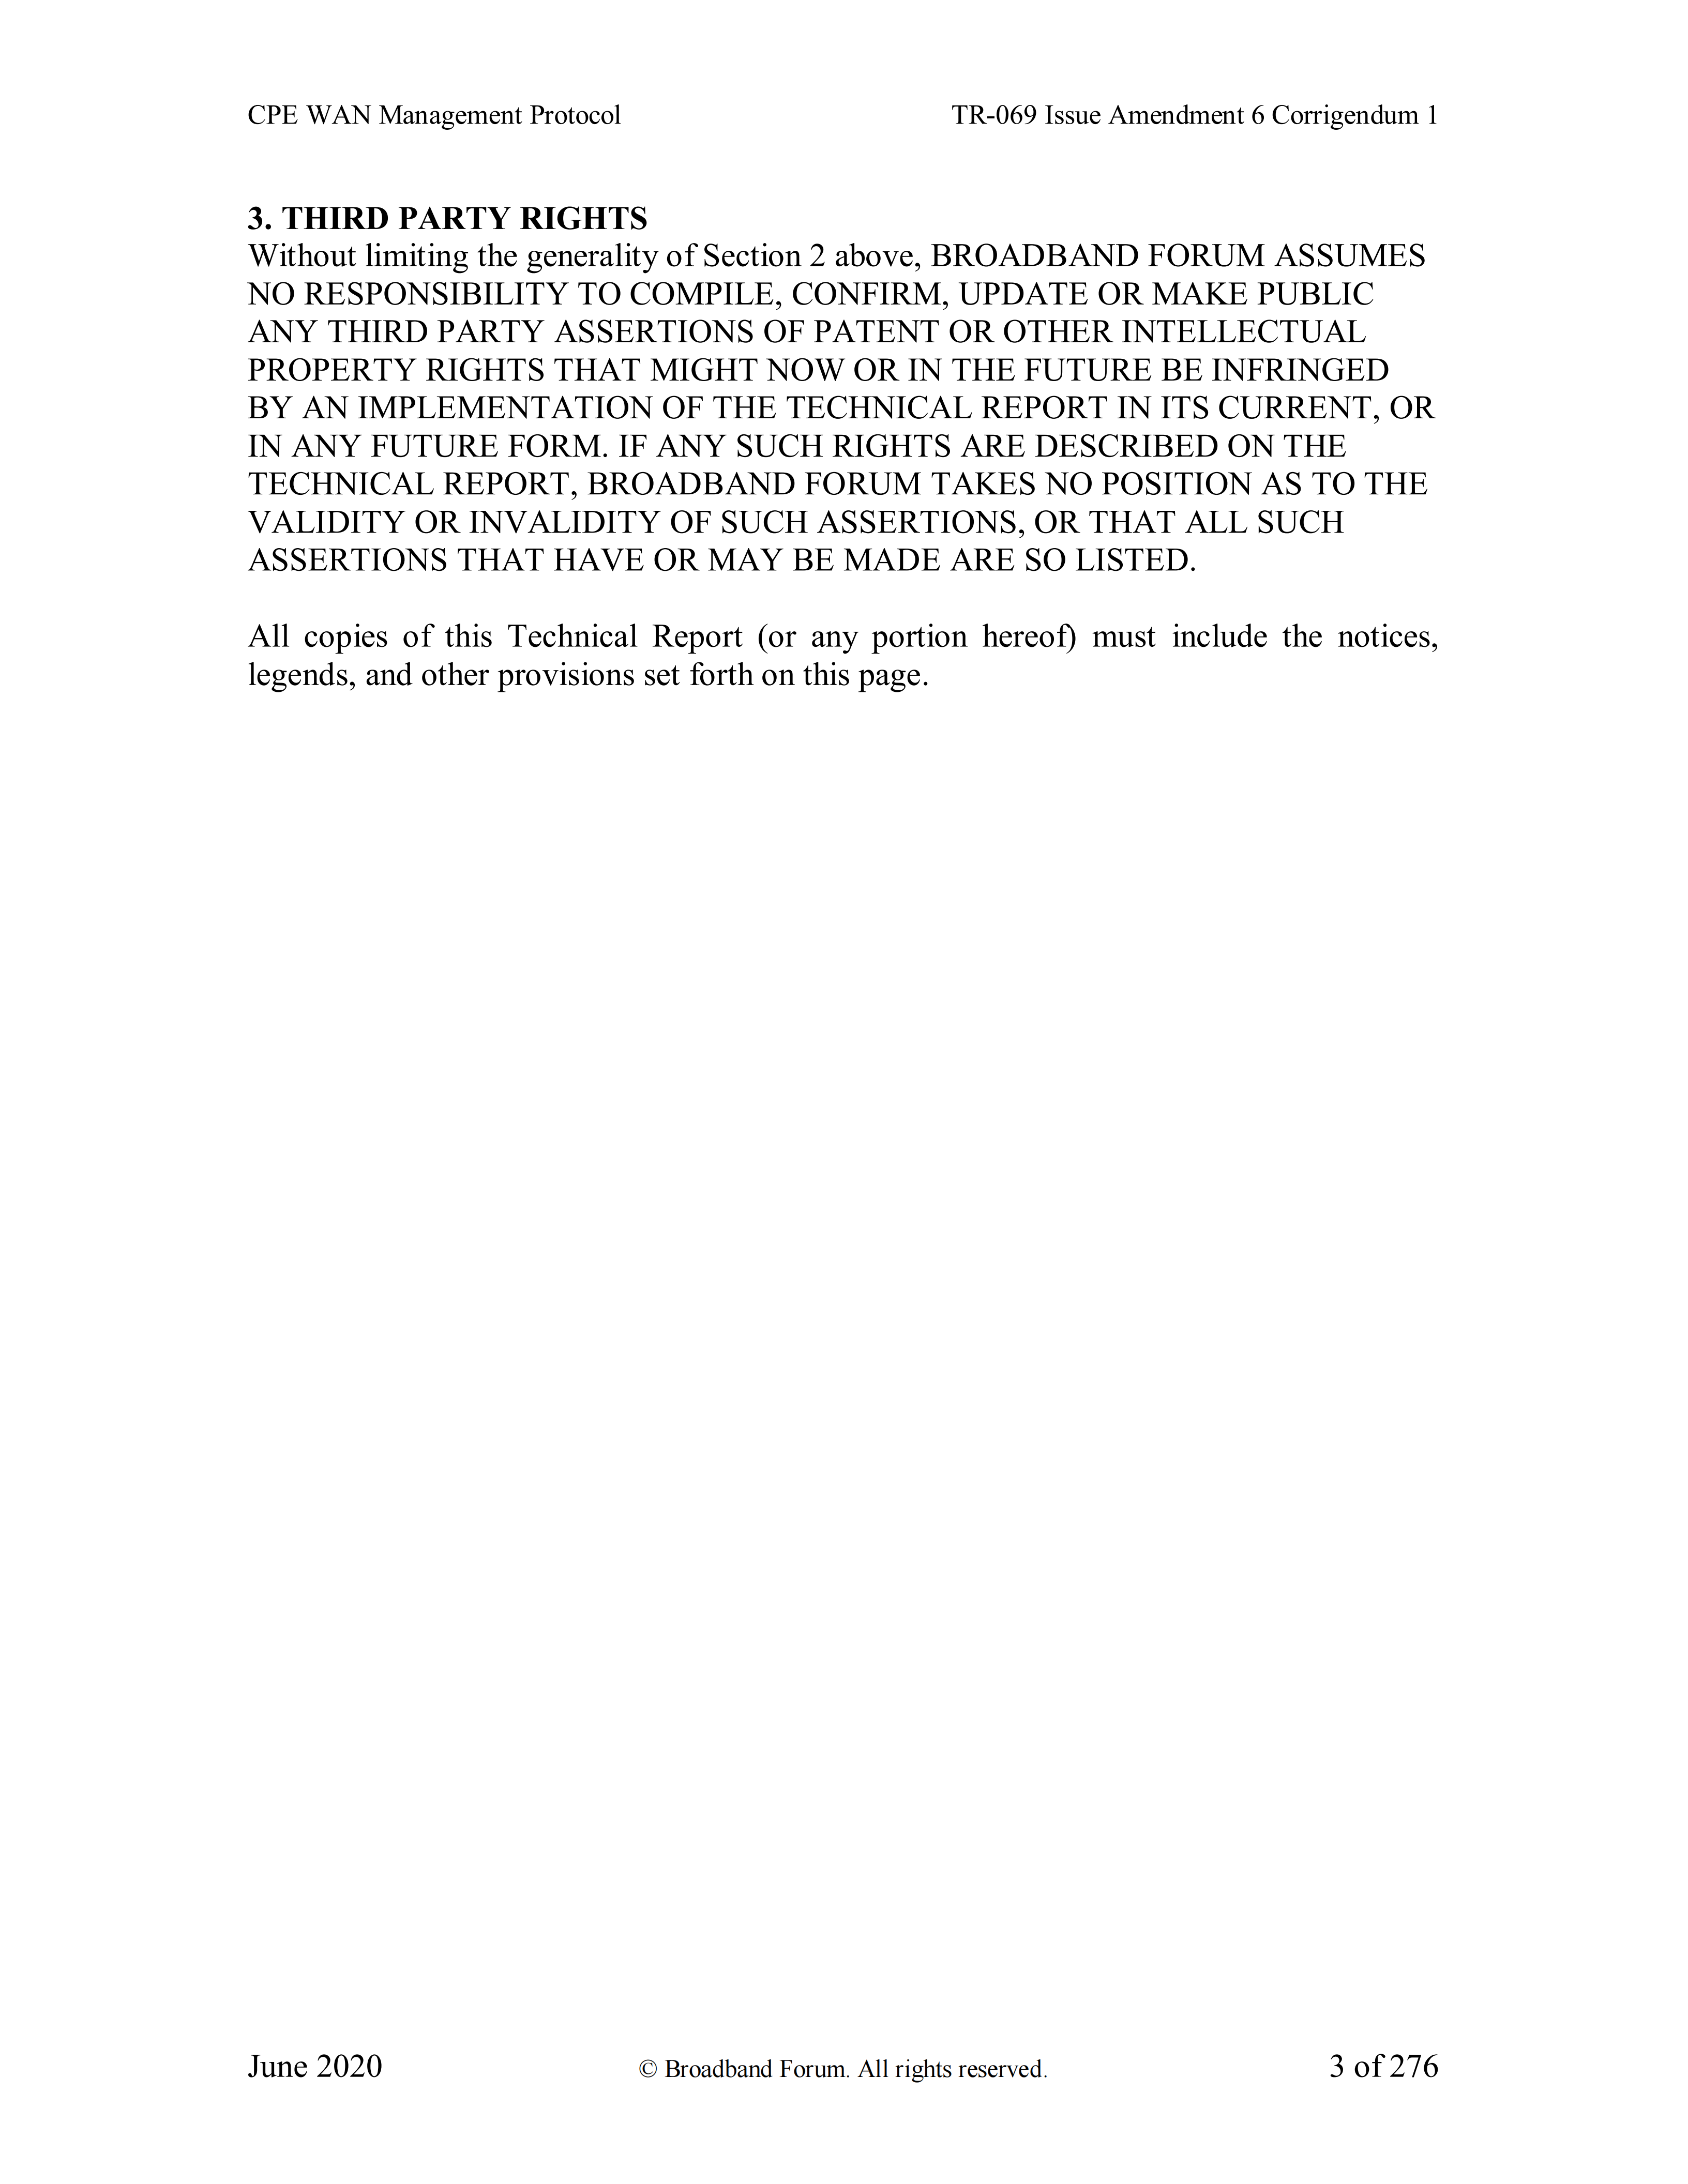 CPE WAN Management Protocol TR-069 Issue Amendment 6 Corrigendum 1
3. THIRD PARTY RIGHTS
Without limiting the generality of Section 2 above, BROADBAND FORUM ASSUMES
NO RESPONSIBILITY TO COMPILE, CONFIRM, UPDATE OR MAKE PUBLIC
ANY THIRD PARTY ASSERTIONS OF PATENT OR OTHER INTELLECTUAL
PROPERTY RIGHTS THAT MIGHT NOW OR IN THE FUTURE BE INFRINGED
BY AN IMPLEMENTATION OF THE TECHNICAL REPORT IN ITS CURRENT, OR
IN ANY FUTURE FORM. IF ANY SUCH RIGHTS ARE DESCRIBED ON THE
TECHNICAL REPORT, BROADBAND FORUM TAKES NO POSITION AS TO THE
VALIDITY OR INVALIDITY OF SUCH ASSERTIONS, OR THAT ALL SUCH
ASSERTIONS THAT HAVE OR MAY BE MADE ARE SO LISTED.
All copies of this Technical Report (or any portion hereof) must include the notices,
legends, and other provisions set forth on this page.
June 2020 © Broadband Forum. All rights reserved. 3 of 276